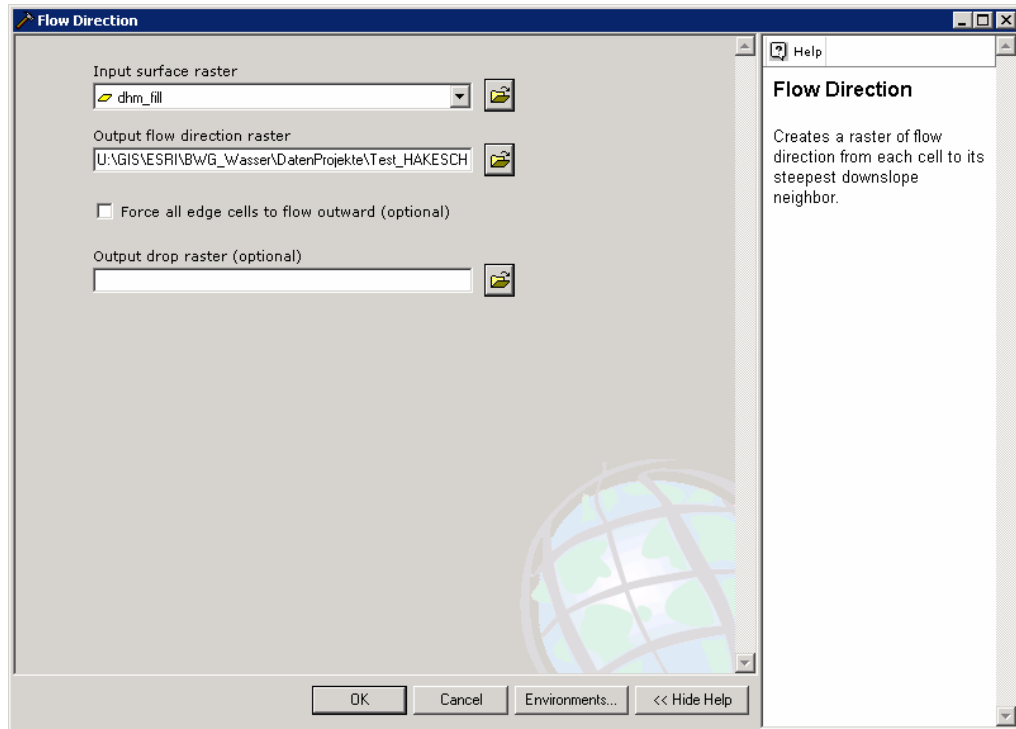 Flow Direction
Input surface raster
dhm_fill
Output flow direction raster
U:\GIS\ESRI\BWG_Wasser\DatenProjekte\Test_HAKESCH
Force all edge cells to flow outward (optional)
Output drop raster (optional)
OK
Cancel
Environments...
<< Hide Help
Help
Flow Direction
Creates a raster of flow
direction from each cell to its
steepest downslope
neighbor.